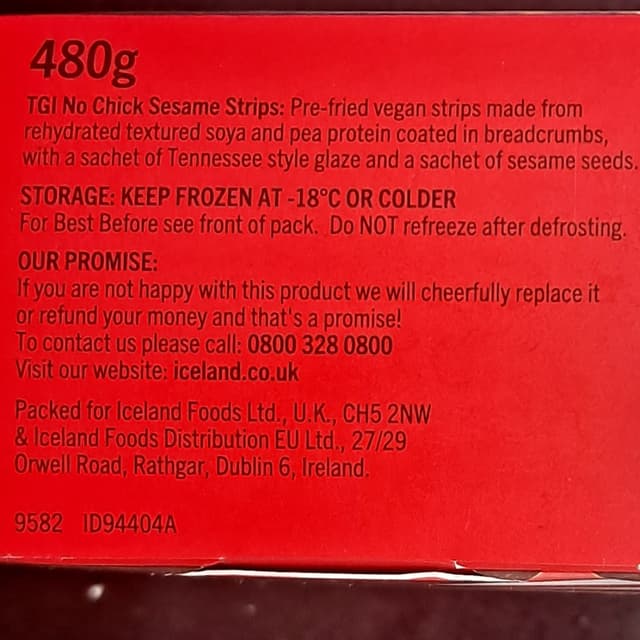 480g
TGI No Chick Sesame Strips: Pre-fried vegan strips made from
rehydrated textured soya and pea protein coated in breadcrumbs,
with a sachet of Tennessee style glaze and a sachet of sesame seeds.
STORAGE: KEEP FROZEN AT -18°C OR COLDER
For Best Before see front of pack. Do NOT refreeze after defrosting.
OUR PROMISE:
If you are not happy with this product we will cheerfully replace it
or refund your money and that's a promise!
To contact us please call: 0800 328 0800
Visit our website: iceland.co.uk
Packed for Iceland Foods Ltd., U.K., CH5 2NW
& Iceland Foods Distribution EU Ltd., 27/29
Orwell Road, Rathgar, Dublin 6, Ireland.
9582 ID94404A